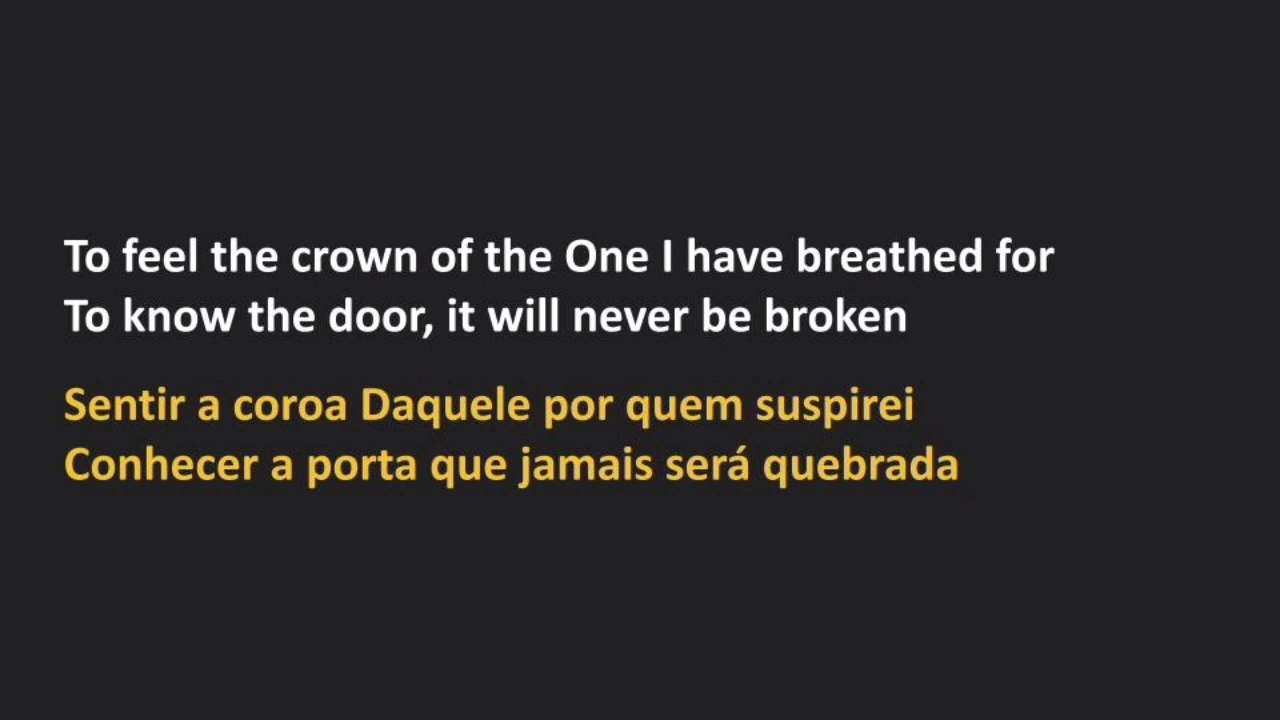 To feel the crown of the One I have breathed for
To know the door, it will never be broken
Sentir a coroa Daquele por quem suspirei
Conhecer a porta que jamais será quebrada